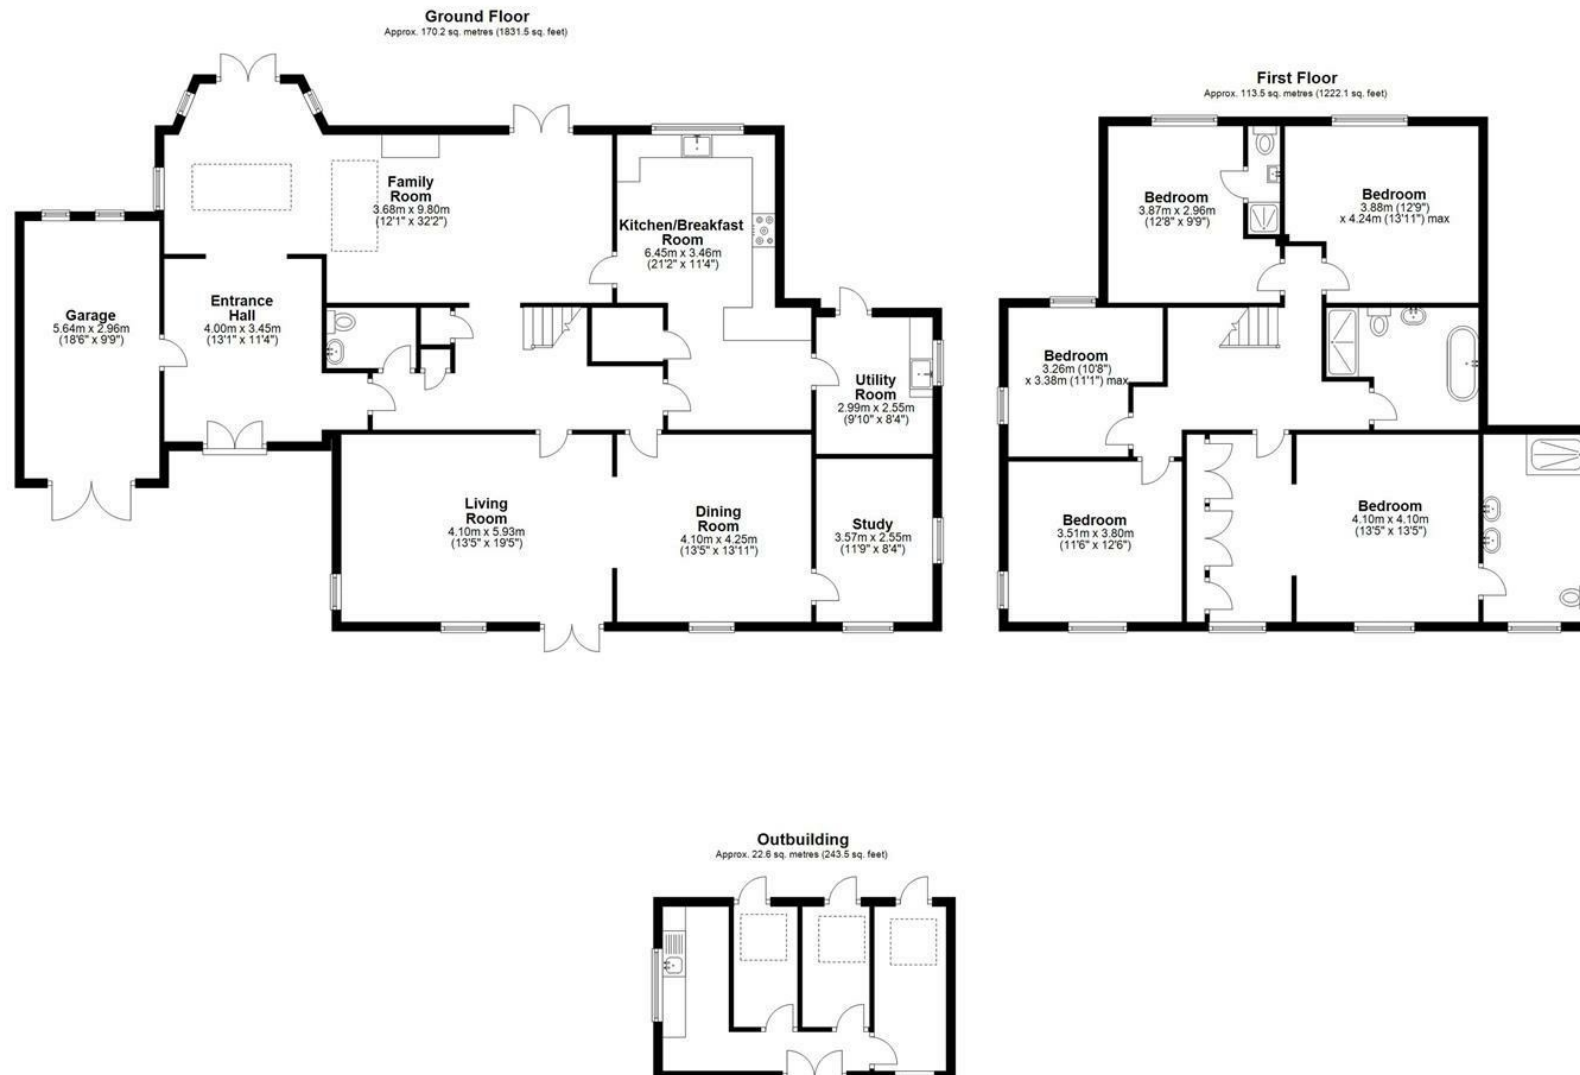 Ground Floor
Approx. 170.2 sq. metres (1831.5 sq. feet)
Family
Room
3.68m x 9.80m
(12'1" x 32'2")
Kitchen/Breakfast
Room
6.45m x 3.46m
(21'2" x 11'4")
Garage
5.64m x 2.96m
(18'6" x 9'9")
Entrance
Hall
4.00m x 3.45m
(13'1" x 11'4")
Utility
Room
2.99m x 2.55m
(9'10" x 8'4")
Living
Room
4.10m x 5.93m
(13'5" x 19'5")
Dining
Room
4.10m x 4.25m
(13'5" x 13'11")
Study
3.57m x 2.55m
(11'9" x 8'4")
First Floor
Approx. 113.5 sq. metres (1222.1 sq. feet)
Bedroom
3.87m x 2.96m
(12'8" x 9'9")
Bedroom
3.88m (12'9")
x 4.24m (13'11") max
Bedroom
3.26m (10'8")
x 3.38m (11'1") max
Bedroom
3.51m x 3.80m
(11'6" x 12'6")
Bedroom
4.10m x 4.10m
(13'5" x 13'5")
Outbuilding
Approx. 22.6 sq. metres (243.5 sq. feet)